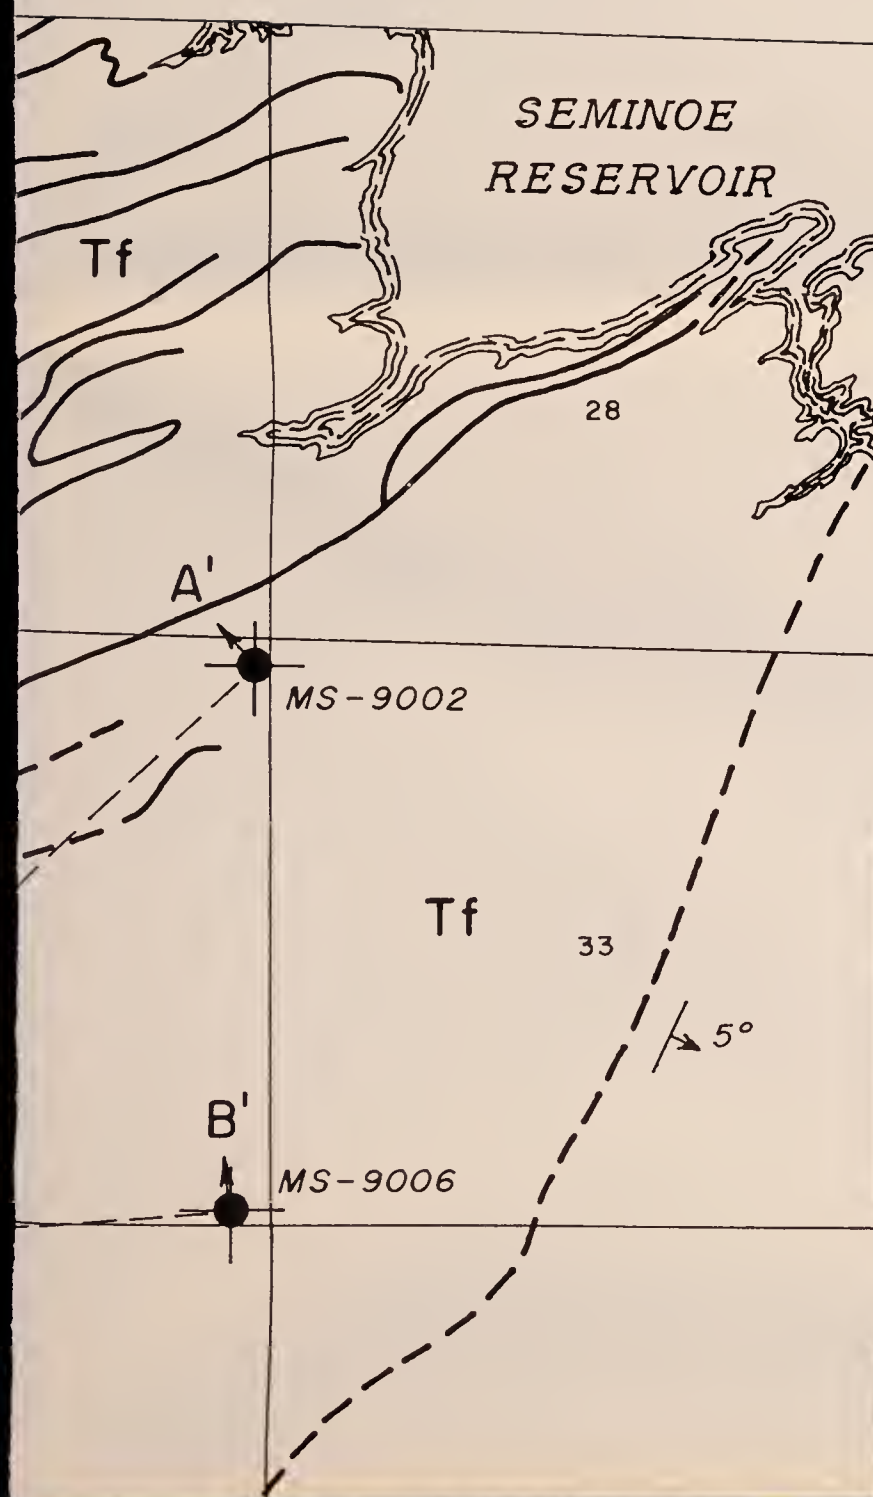 SEMINOE
RESERVOIR
Tf
28
A'
MS-9002
Tf
33
5°
B'
MS-9006